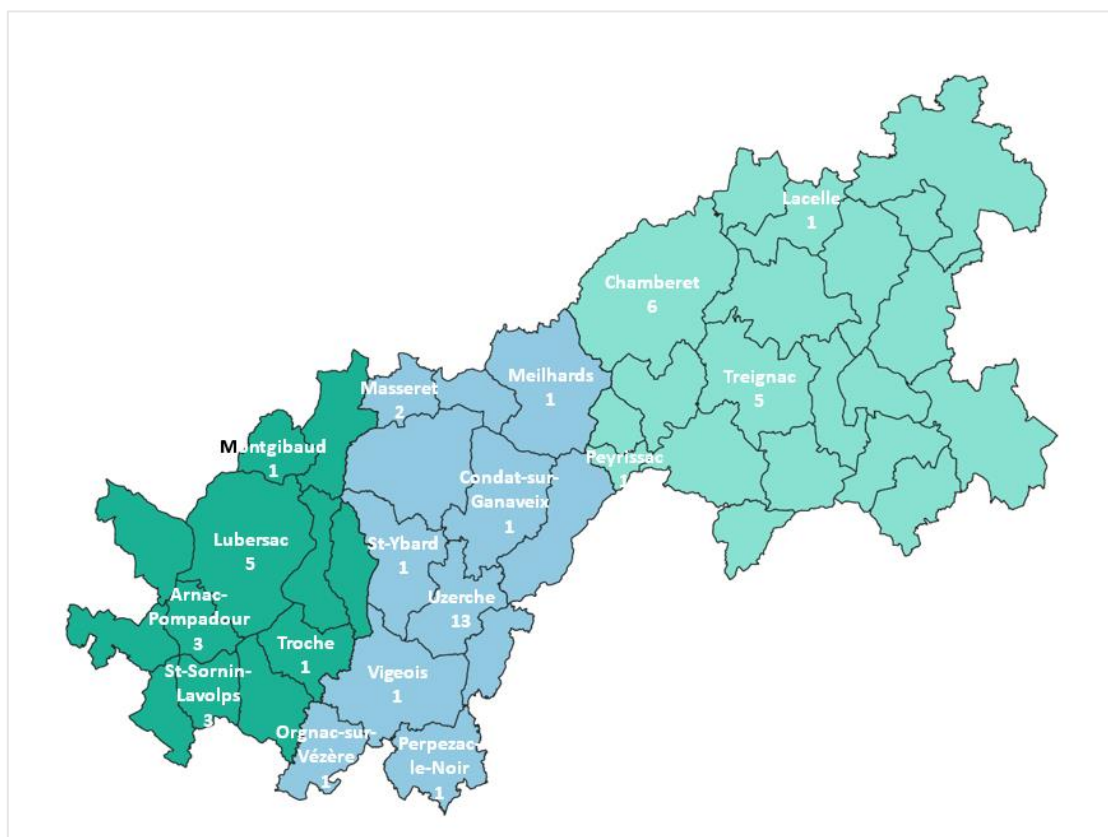 Lacelle
1
Chamberet
6
Treignac
5
Meilhards
1
Masseret
2
Montgibaud
1
Peyrissac
1
Condat-sur-
Ganaveix
1
Lubersac
5
St-Ybard
1
Uzerche
13
Arnac-
Pompadour
3
Troche
1
St-Sornin-
Lavolps
3
Vigeois
1
Orgnac-sur-
Vézère
1
Perpezac
le-Noir
1